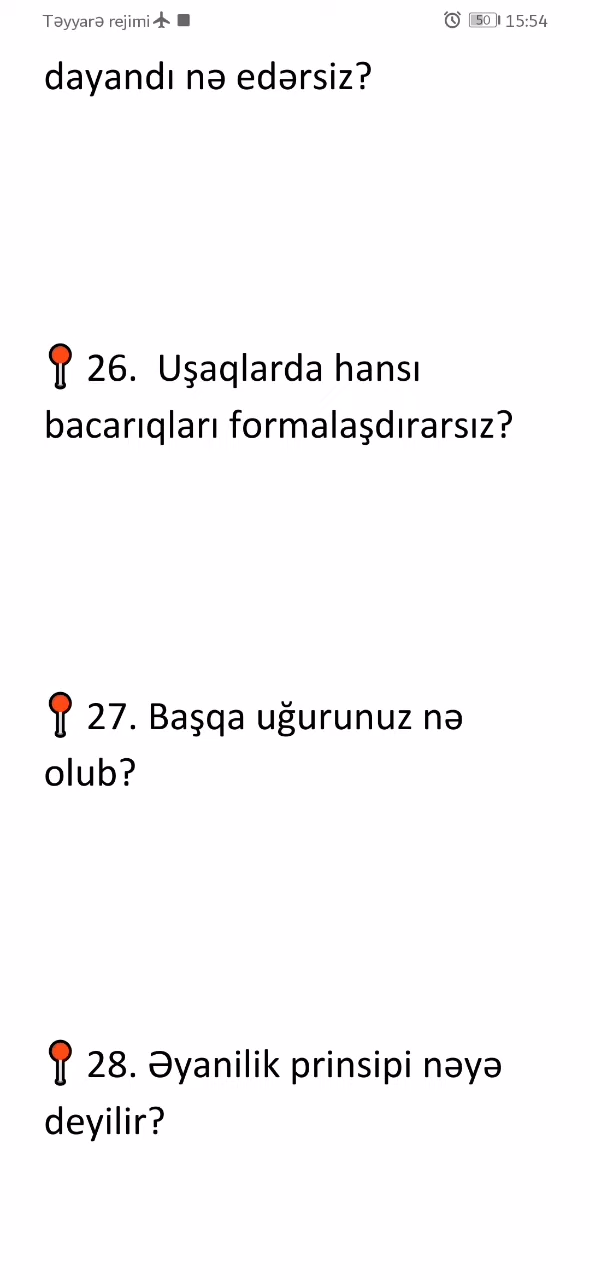 Təyyarə rejimi 50 15:54
dayandı nə edərsiz?
26. Uşaqlarda hansı
bacarıqları formalaşdırarsız?
27. Başqa uğurunuz nə
olub?
28. Əyanilik prinsipi nəyə
deyilir?